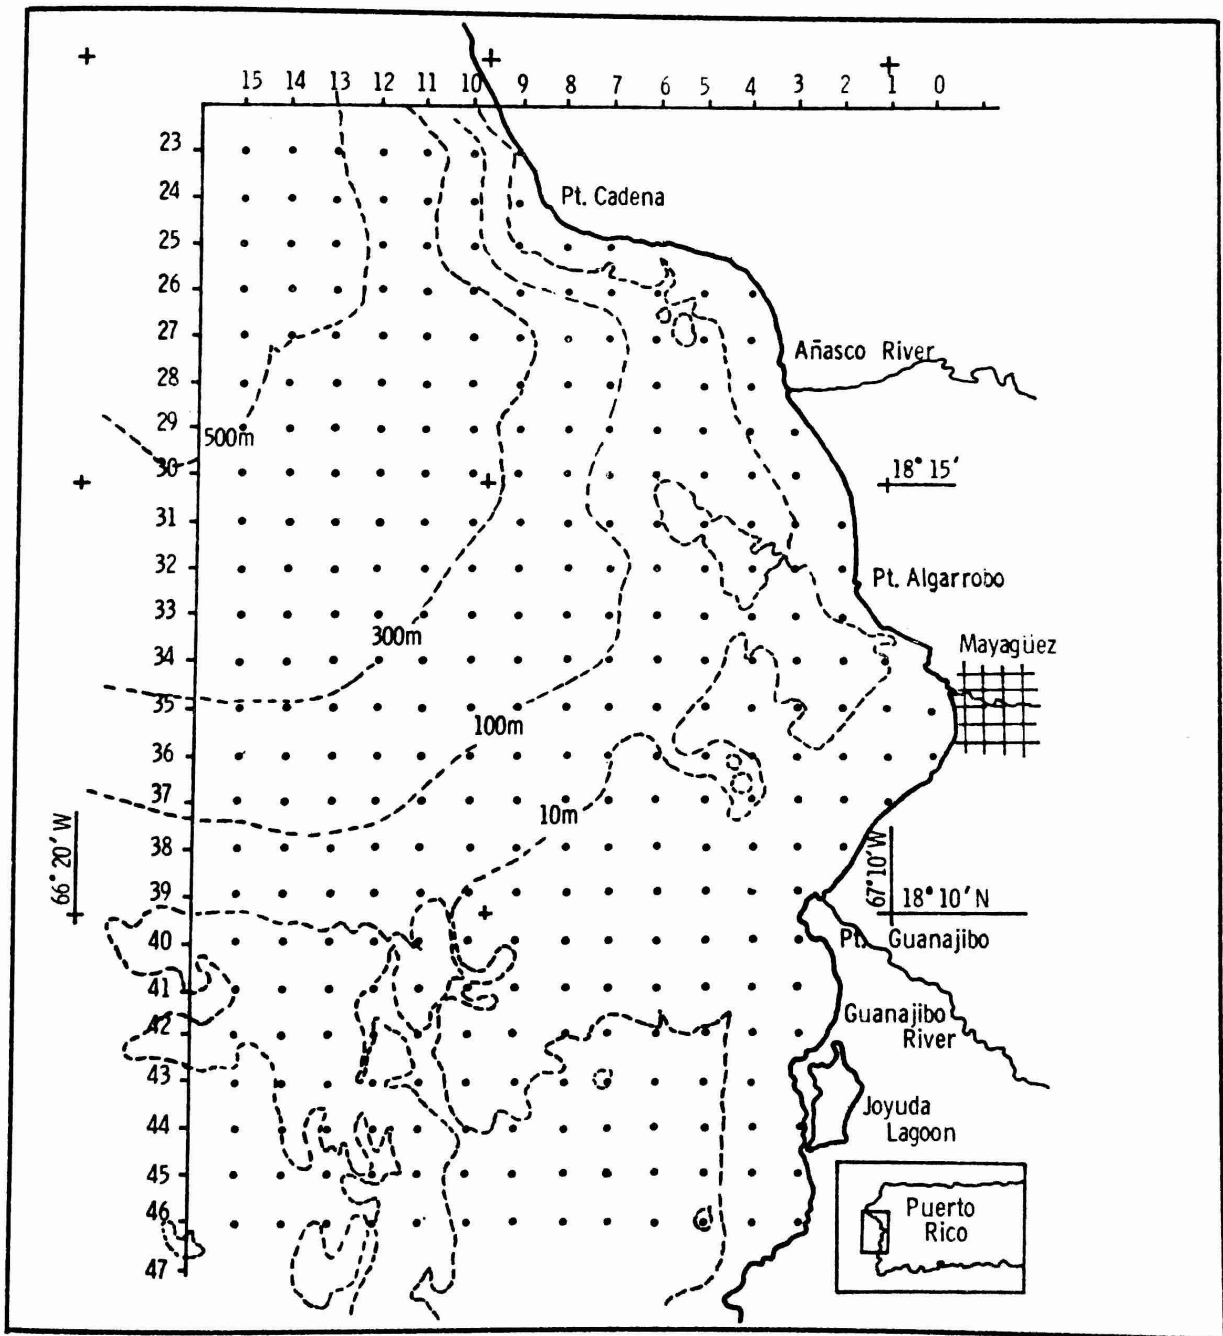 15 14 13 12 11 10 9 8 7 6 5 4 3 2 1 0
23
24
Pt. Cadena
25
26
27
Añasco River
28
29
500m
30
18° 15'
31
32
Pt. Algarrobo
33
300m
34
Mayagüez
35
100m
36
37
10m
38
66° 20' W
67° 10' W
39
18° 10' N
40
Pt. Guanajibo
41
42
Guanajibo
River
43
44
Joyuda
Lagoon
45
46
Puerto
Rico
47